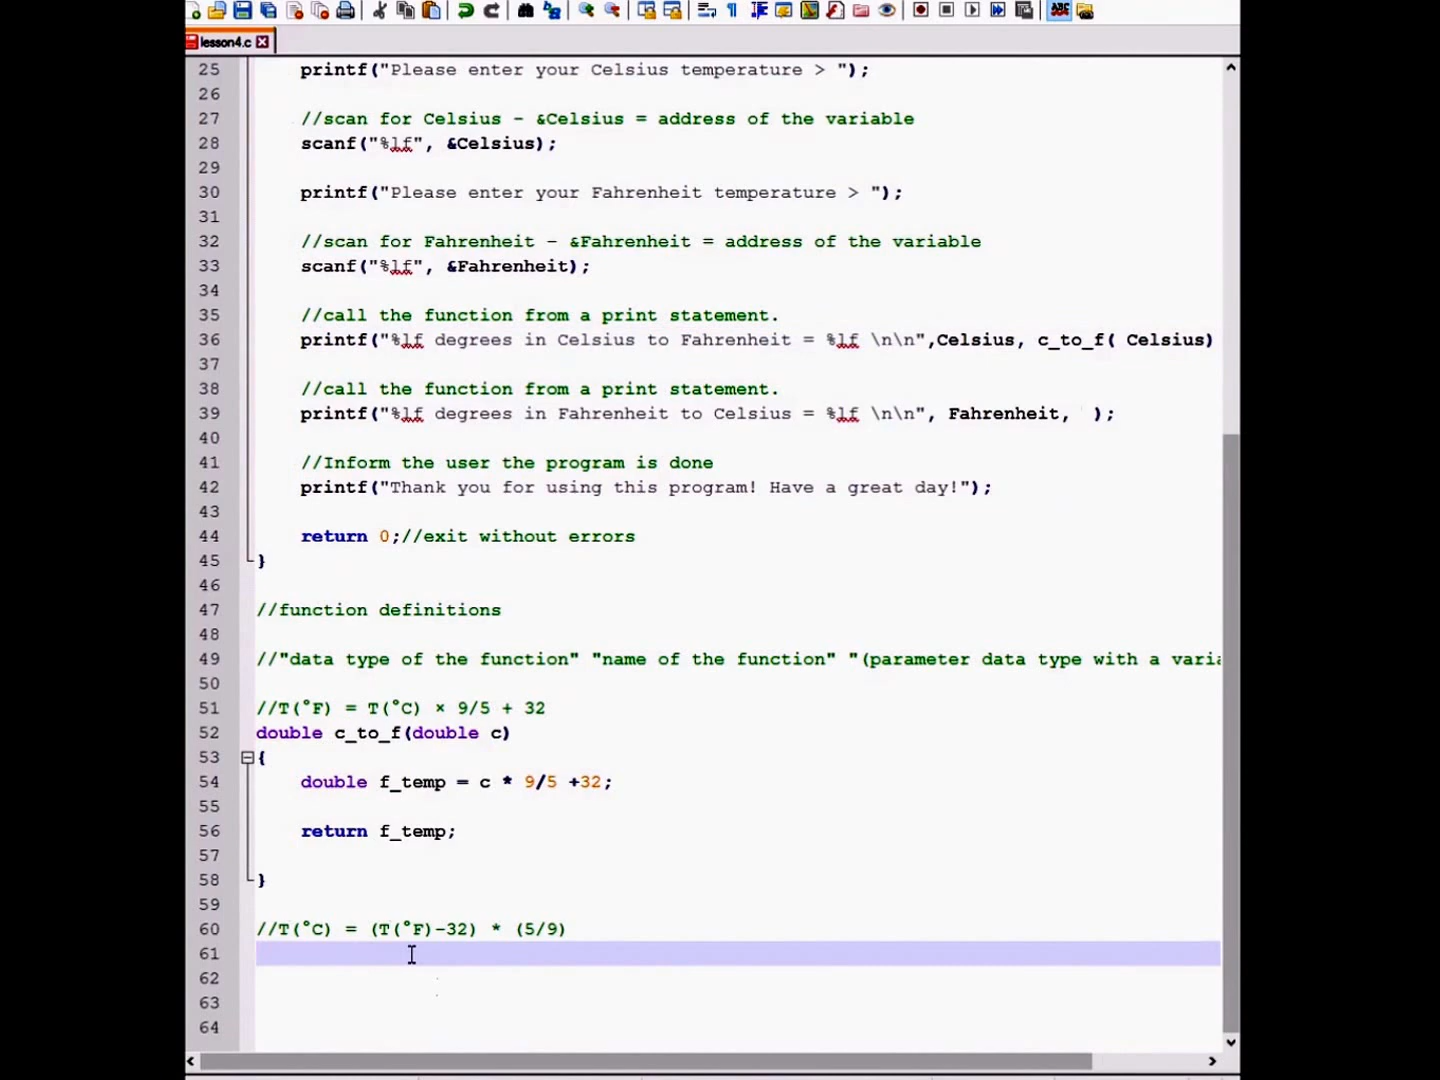 lesson4.c
25 printf("Please enter your Celsius temperature > ");
26
27 //scan for Celsius - &Celsius = address of the variable
28 scanf("%lf", &Celsius);
29
30 printf("Please enter your Fahrenheit temperature > ");
31
32 //scan for Fahrenheit - &Fahrenheit = address of the variable
33 scanf("%lf", &Fahrenheit);
34
35 //call the function from a print statement.
36 printf("%lf degrees in Celsius to Fahrenheit = %lf \n\n",Celsius, c_to_f( Celsius)
37
38 //call the function from a print statement.
39 printf("%lf degrees in Fahrenheit to Celsius = %lf \n\n", Fahrenheit,  );
40
41 //Inform the user the program is done
42 printf("Thank you for using this program! Have a great day!");
43
44 return 0;//exit without errors
45 }
46
47 //function definitions
48
49 //"data type of the function" "name of the function" "(parameter data type with a varia
50
51 //T(°F) = T(°C) × 9/5 + 32
52 double c_to_f(double c)
53 {
54 double f_temp = c * 9/5 +32;
55
56 return f_temp;
57
58 }
59
60 //T(°C) = (T(°F)-32) * (5/9)
61
62
63
64